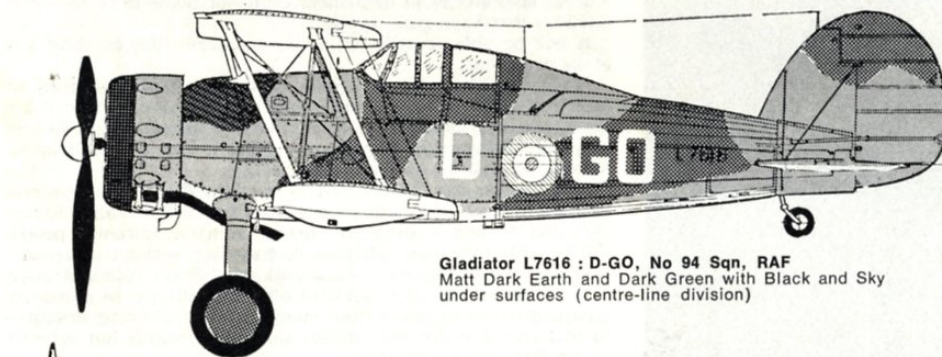 D GO
L7616
Gladiator L7616 : D-GO, No 94 Sqn, RAF
Matt Dark Earth and Dark Green with Black and Sky
under surfaces (centre-line division)